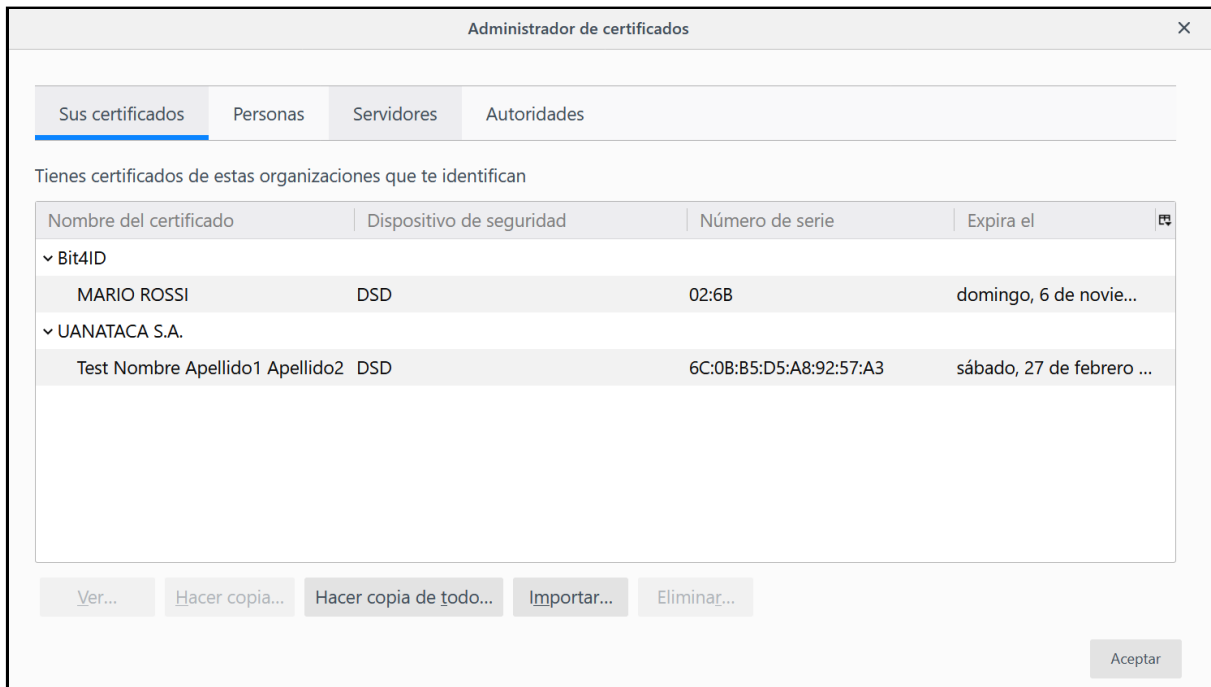 Administrador de certificados
Sus certificados Personas Servidores Autoridades
Tienes certificados de estas organizaciones que te identifican
Nombre del certificado Dispositivo de seguridad Número de serie Expira el
Bit4ID
MARIO ROSSI DSD 02:6B domingo, 6 de novie...
UANATACA S.A.
Test Nombre Apellido1 Apellido2 DSD 6C:0B:B5:D5:A8:92:57:A3 sábado, 27 de febrero ...
Ver... Hacer copia... Hacer copia de todo... Importar... Eliminar...
Aceptar